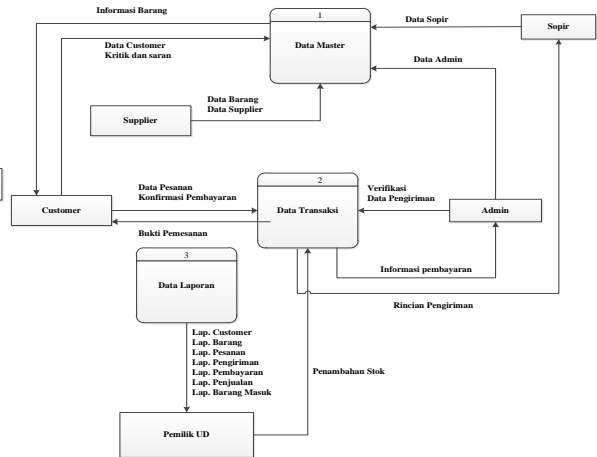 Informasi Barang
1
Data Master
Data Sopir
Sopir
Data Customer
Kritik dan saran
Data Admin
Data Barang
Data Supplier
Supplier
Data Pesanan
Konfirmasi Pembayaran
2
Data Transaksi
Verifikasi
Data Pengiriman
Customer
Admin
Bukti Pemesanan
3
Data Laporan
Informasi pembayaran
Rincian Pengiriman
Lap. Customer
Lap. Barang
Lap. Pesanan
Lap. Pengiriman
Lap. Pembayaran
Lap. Penjualan
Lap. Barang Masuk
Penambahan Stok
Pemilik UD